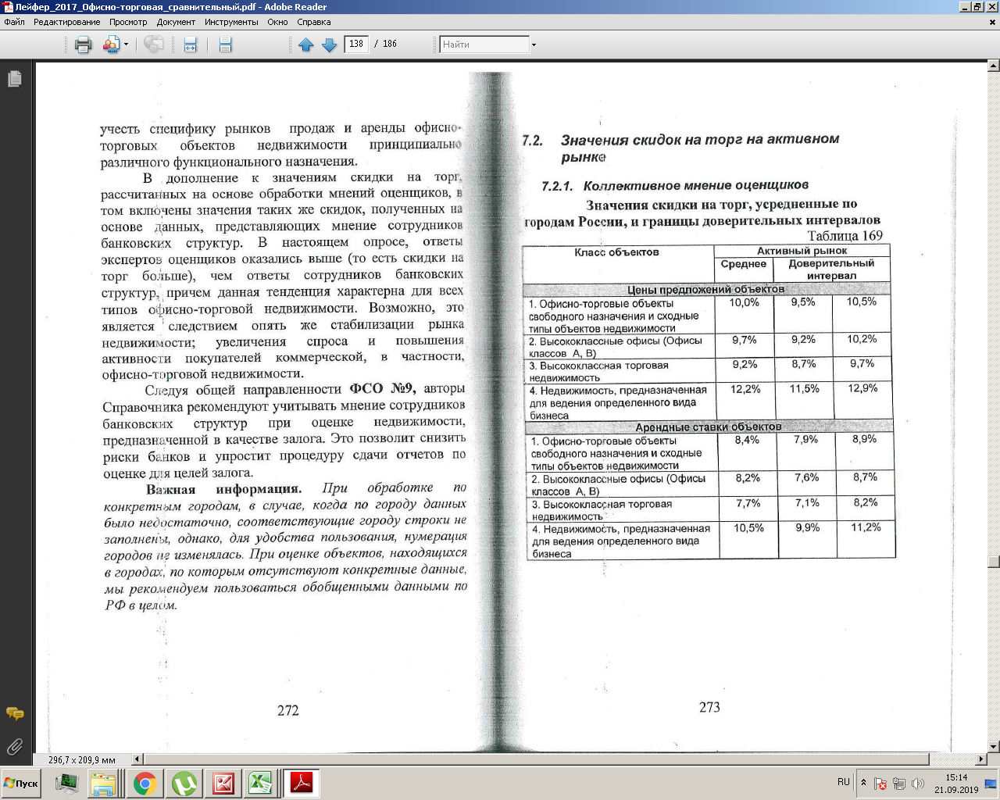 Лейфер_2017_Офисно-торговая_сравнительный.pdf - Adobe Reader
Файл Редактирование Просмотр Документ Инструменты Окно Справка
138 / 186 Найти
учесть специфику рынков продаж и аренды офисно-
торговых объектов недвижимости принципиально
различного функционального назначения.
В дополнение к значениям скидки на торг,
рассчитанных на основе обработки мнений оценщиков, в
том включены значения таких же скидок, полученных на
основе данных, представляющих мнение сотрудников
банковских структур. В настоящем опросе, ответы
экспертов оценщиков оказались выше (то есть скидки на
торг больше), чем ответы сотрудников банковских
структур, причем данная тенденция характерна для всех
типов офисно-торговой недвижимости. Возможно, это
является следствием опять же стабилизации рынка
недвижимости; увеличения спроса и повышения
активности покупателей коммерческой, в частности,
офисно-торговой недвижимости.
Следуя общей направленности ФСО №9, авторы
Справочника рекомендуют учитывать мнение сотрудников
банковских структур при оценке недвижимости,
предназначенной в качестве залога. Это позволит снизить
риски банков и упростит процедуру сдачи отчетов по
оценке для целей залога.
Важная информация. При обработке по
конкретным городам, в случае, когда по городу данных
было недостаточно, соответствующие городу строки не
заполнены, однако, для удобства пользования, нумерация
городов не изменялась. При оценке объектов, находящихся
в городах, по которым отсутствуют конкретные данные,
мы рекомендуем пользоваться обобщенными данными по
РФ в целом.
272
7.2. Значения скидок на торг на активном
рынке
7.2.1. Коллективное мнение оценщиков
Значения скидки на торг, усредненные по
городам России, и границы доверительных интервалов
Таблица 169
Класс объектов Активный рынок
Среднее Доверительный
интервал
Цены предложений объектов
1. Офисно-торговые объекты 10,0% 9,5% 10,5%
свободного назначения и сходные
типы объектов недвижимости
2. Высококлассные офисы (Офисы 9,7% 9,2% 10,2%
классов А, В)
3. Высококлассная торговая 9,2% 8,7% 9,7%
недвижимость
4. Недвижимость, предназначенная 12,2% 11,5% 12,9%
для ведения определенного вида
бизнеса
Арендные ставки объектов
1. Офисно-торговые объекты 8,4% 7,9% 8,9%
свободного назначения и сходные
типы объектов недвижимости
2. Высококлассные офисы (Офисы 8,2% 7,6% 8,7%
классов А, В)
3. Высококлассная торговая 7,7% 7,1% 8,2%
недвижимость
4. Недвижимость, предназначенная 10,5% 9,9% 11,2%
для ведения определенного вида
бизнеса
273
296,7 x 209,9 мм
Пуск
RU
15:14
21.09.2019